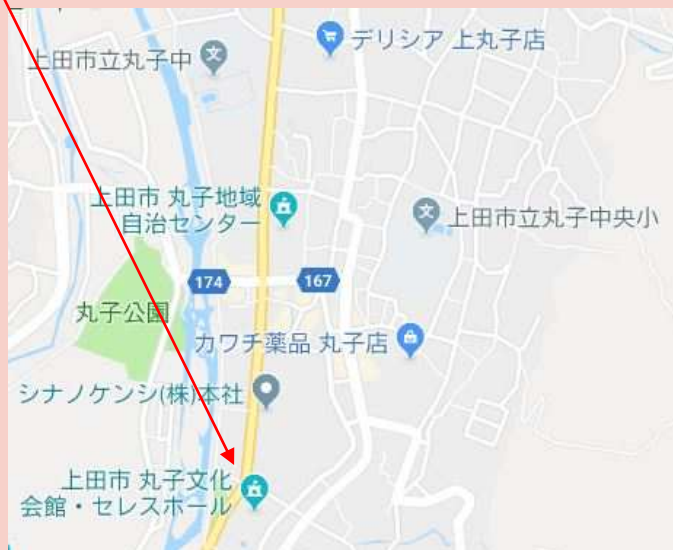 デリシア 上丸子店
上田市立丸子中
文
上田市 丸子地域
自治センター
文
上田市立丸子中央小
174
167
丸子公園
カワチ薬品 丸子店
シナノケンシ(株)本社
上田市 丸子文化
会館・セレスホール